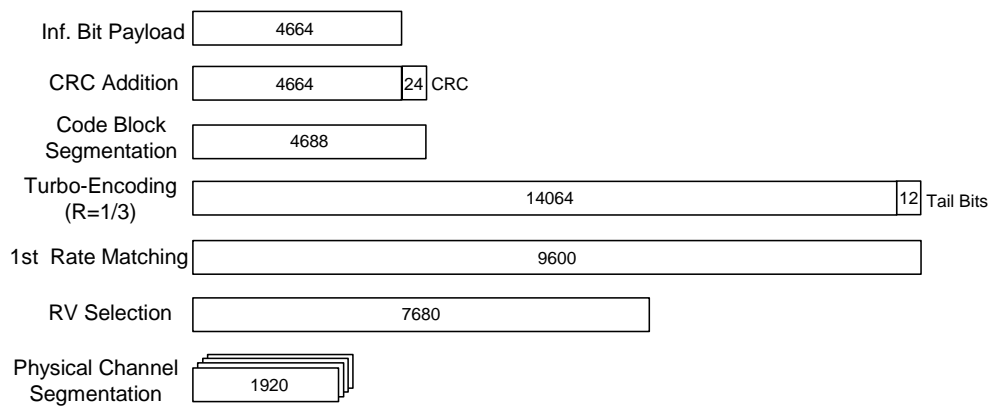 Inf. Bit Payload 4664
CRC Addition 4664 24 CRC
Code Block
Segmentation 4688
Turbo-Encoding
(R=1/3) 14064 12 Tail Bits
1st Rate Matching 9600
RV Selection 7680
Physical Channel
Segmentation 1920